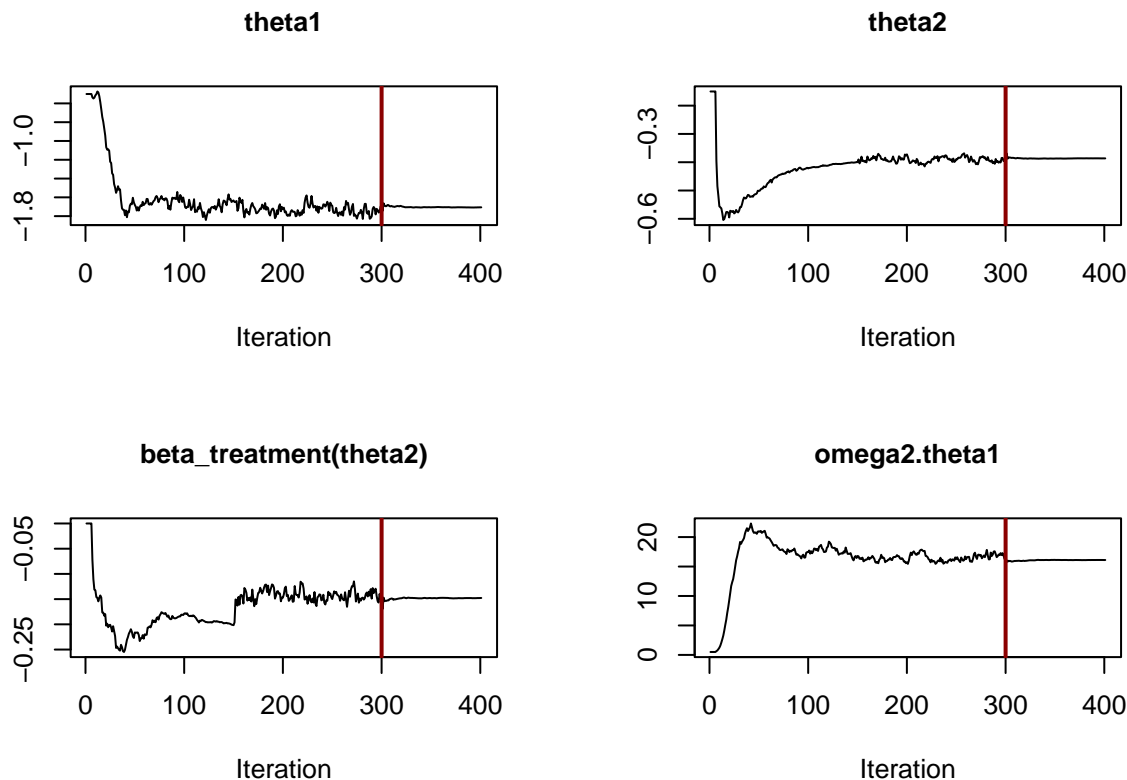 theta1
theta2
−1.8 −1.0
−0.6 −0.3
0 100 200 300 400
0 100 200 300 400
Iteration
Iteration
beta_treatment(theta2)
omega2.theta1
−0.25 −0.05
0 10 20
0 100 200 300 400
0 100 200 300 400
Iteration
Iteration